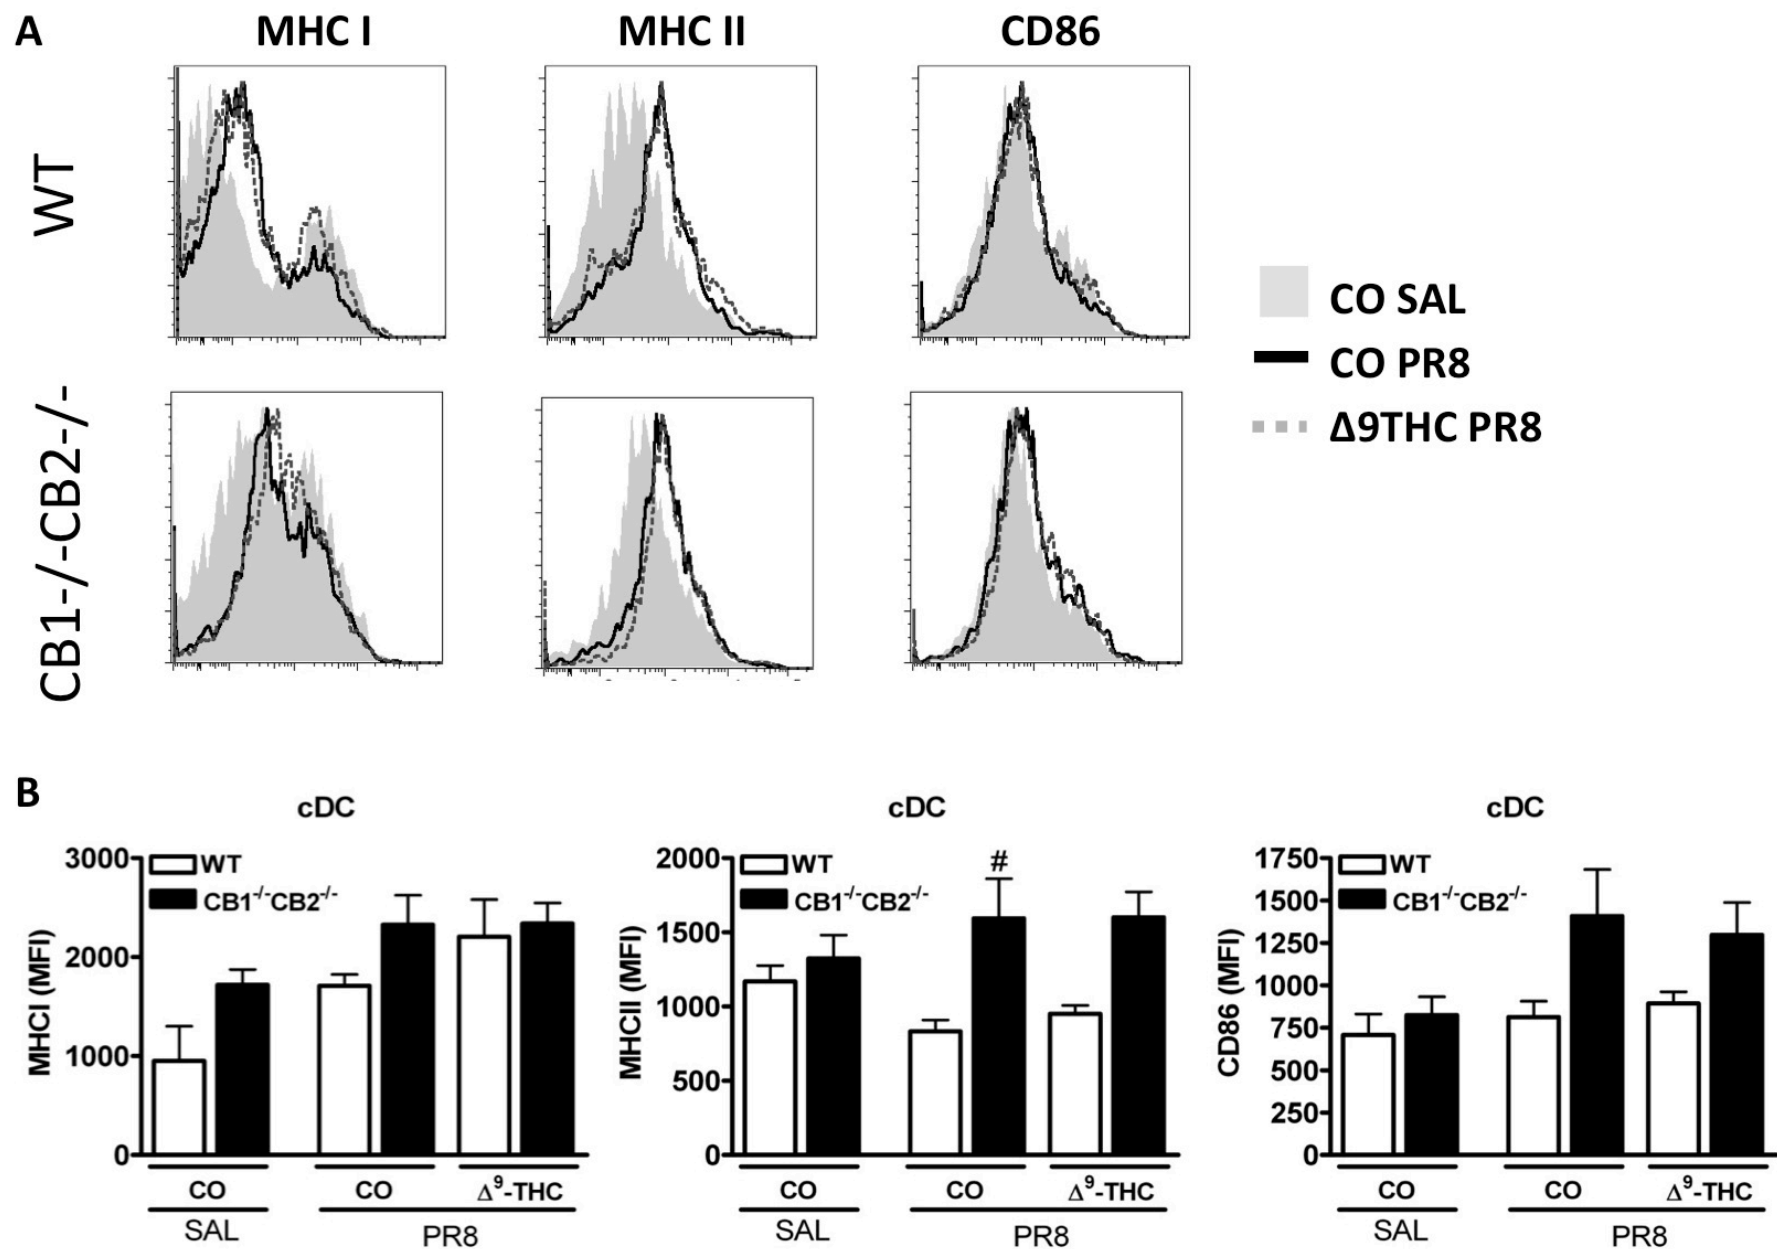 A
MHC I MHC II CD86
WT
CB1-/-CB2-/-
CO SAL
CO PR8
Δ9THC PR8
B
cDC cDC cDC
MHCI (MFI)
3000
2000
1000
0
WT
CB1-/-CB2-/-
CO CO Δ9-THC
SAL PR8
MHCII (MFI)
2000
1500
1000
500
0
WT
CB1-/-CB2-/-
#
CO CO Δ9-THC
SAL PR8
CD86 (MFI)
1750
1500
1250
1000
750
500
250
0
WT
CB1-/-CB2-/-
CO CO Δ9-THC
SAL PR8